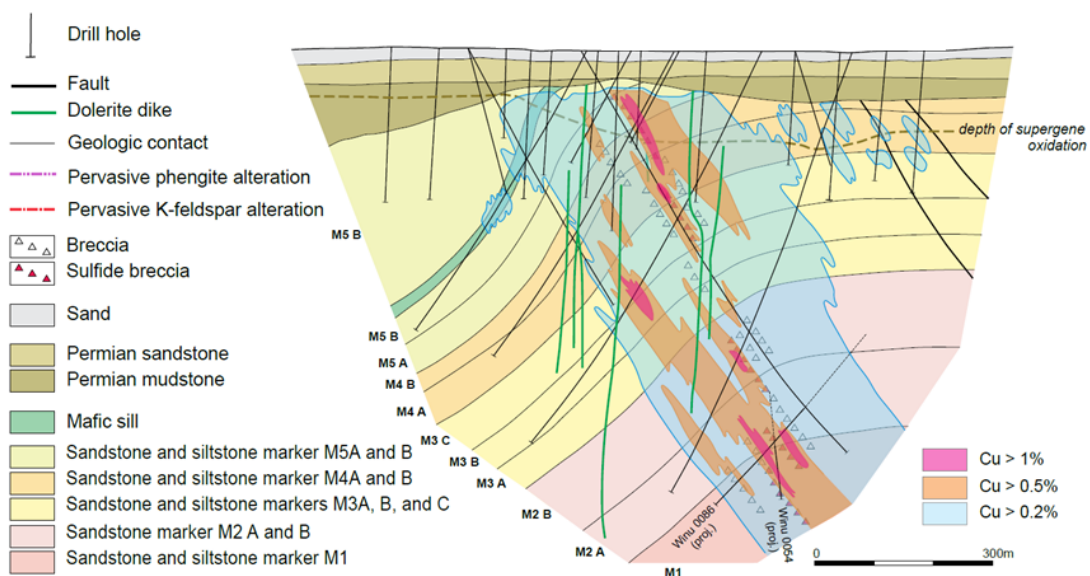 Drill hole
Fault
Dolerite dike
Geologic contact
Pervasive phengite alteration
Pervasive K-feldspar alteration
Breccia
Sulfide breccia
Sand
Permian sandstone
Permian mudstone
Mafic sill
Sandstone and siltstone marker M5A and B
Sandstone and siltstone marker M4A and B
Sandstone and siltstone markers M3A, B, and C
Sandstone marker M2 A and B
Sandstone and siltstone marker M1
M5 B
M5 B
M5 A
M4 B
M4 A
M3 C
M3 B
M3 A
M2 B
M2 A
M1
Winu 0086
(proj.)
Winu 0054
(proj.)
depth of supergene
oxidation
Cu > 1%
Cu > 0.5%
Cu > 0.2%
0
300m